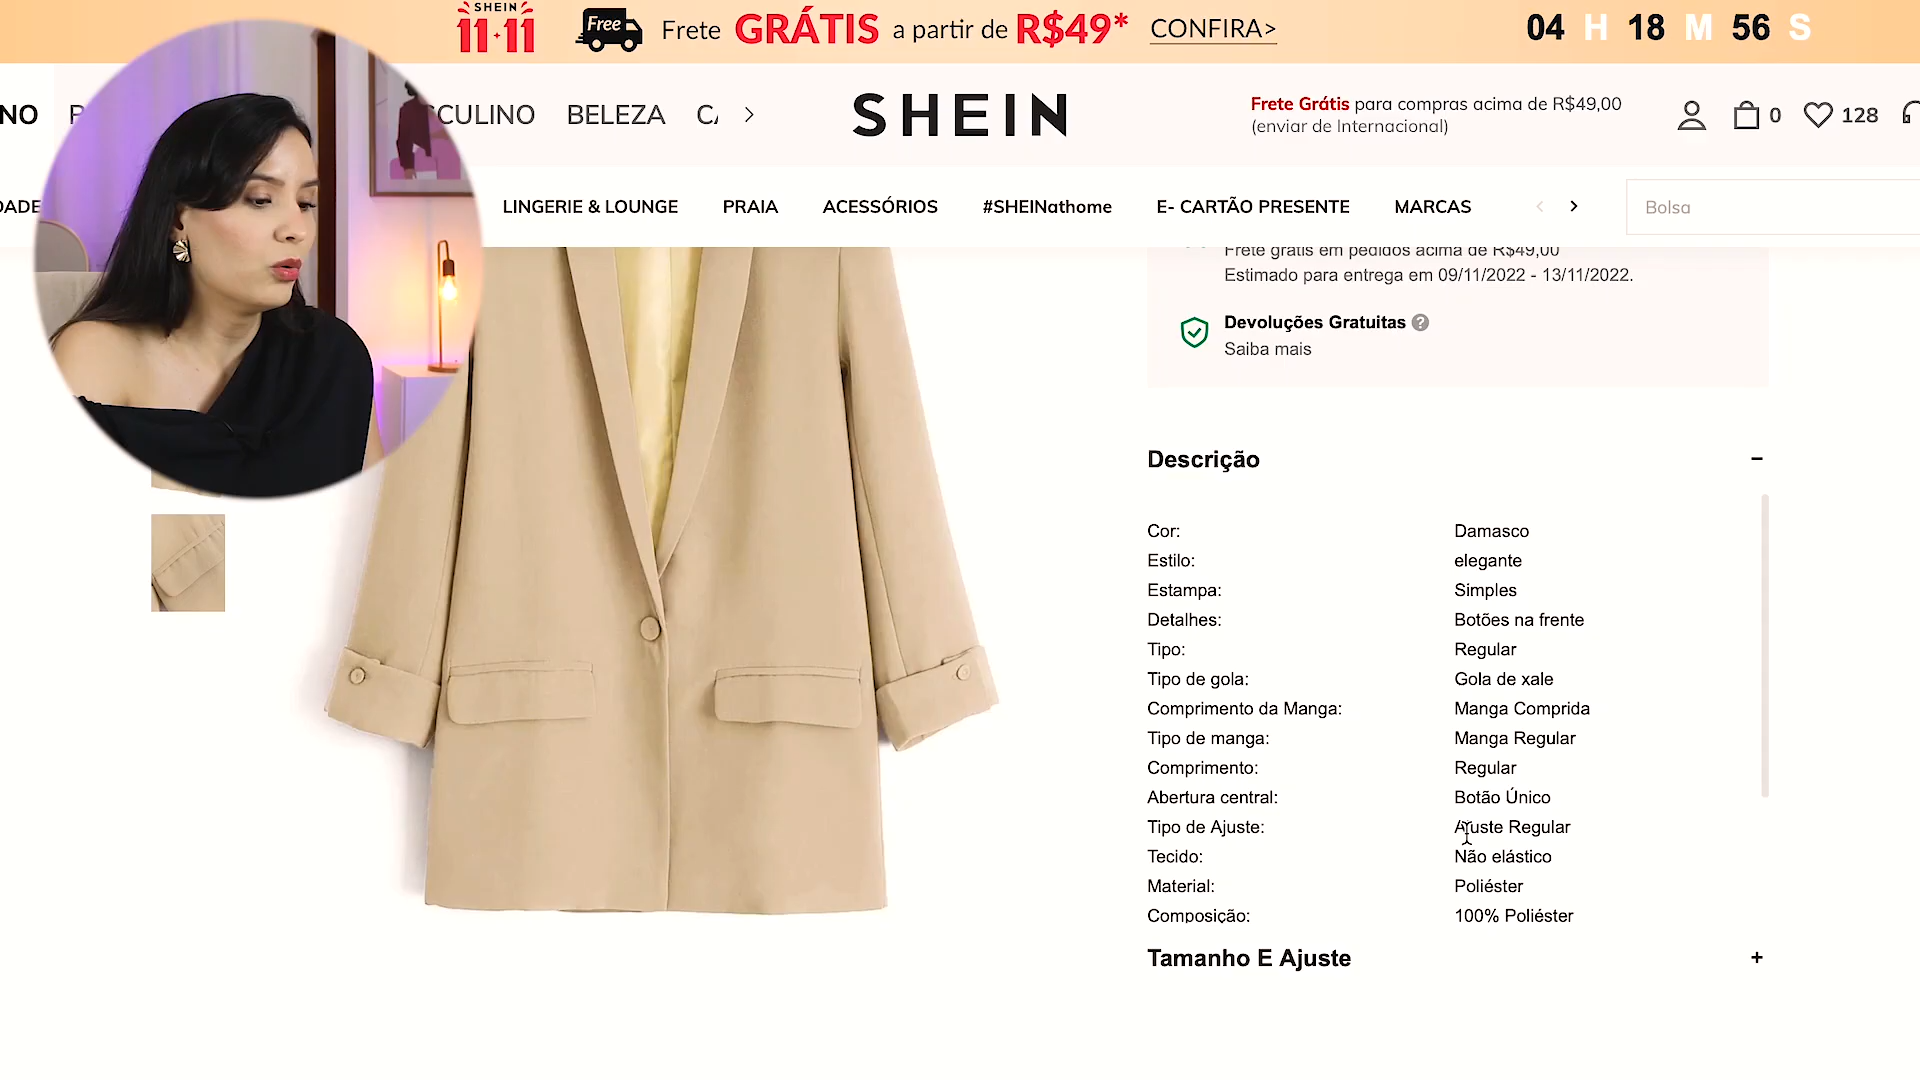 SHEIN
11·11
Free
Frete GRÁTIS a partir de R$49* CONFIRA>
04 H 18 M 56 S
NO
P
CULINO
BELEZA
CA
SHEIN
Frete Grátis para compras acima de R$49,00
(enviar de Internacional)
0
128
DADE
LINGERIE & LOUNGE
PRAIA
ACESSÓRIOS
#SHEINathome
E- CARTÃO PRESENTE
MARCAS
Bolsa
Frete grátis em pedidos acima de R$49,00
Estimado para entrega em 09/11/2022 - 13/11/2022.
Devoluções Gratuitas ?
Saiba mais
Descrição
Cor: Damasco
Estilo: elegante
Estampa: Simples
Detalhes: Botões na frente
Tipo: Regular
Tipo de gola: Gola de xale
Comprimento da Manga: Manga Comprida
Tipo de manga: Manga Regular
Comprimento: Regular
Abertura central: Botão Único
Tipo de Ajuste: Ajuste Regular
Tecido: Não elástico
Material: Poliéster
Composição: 100% Poliéster
Tamanho E Ajuste